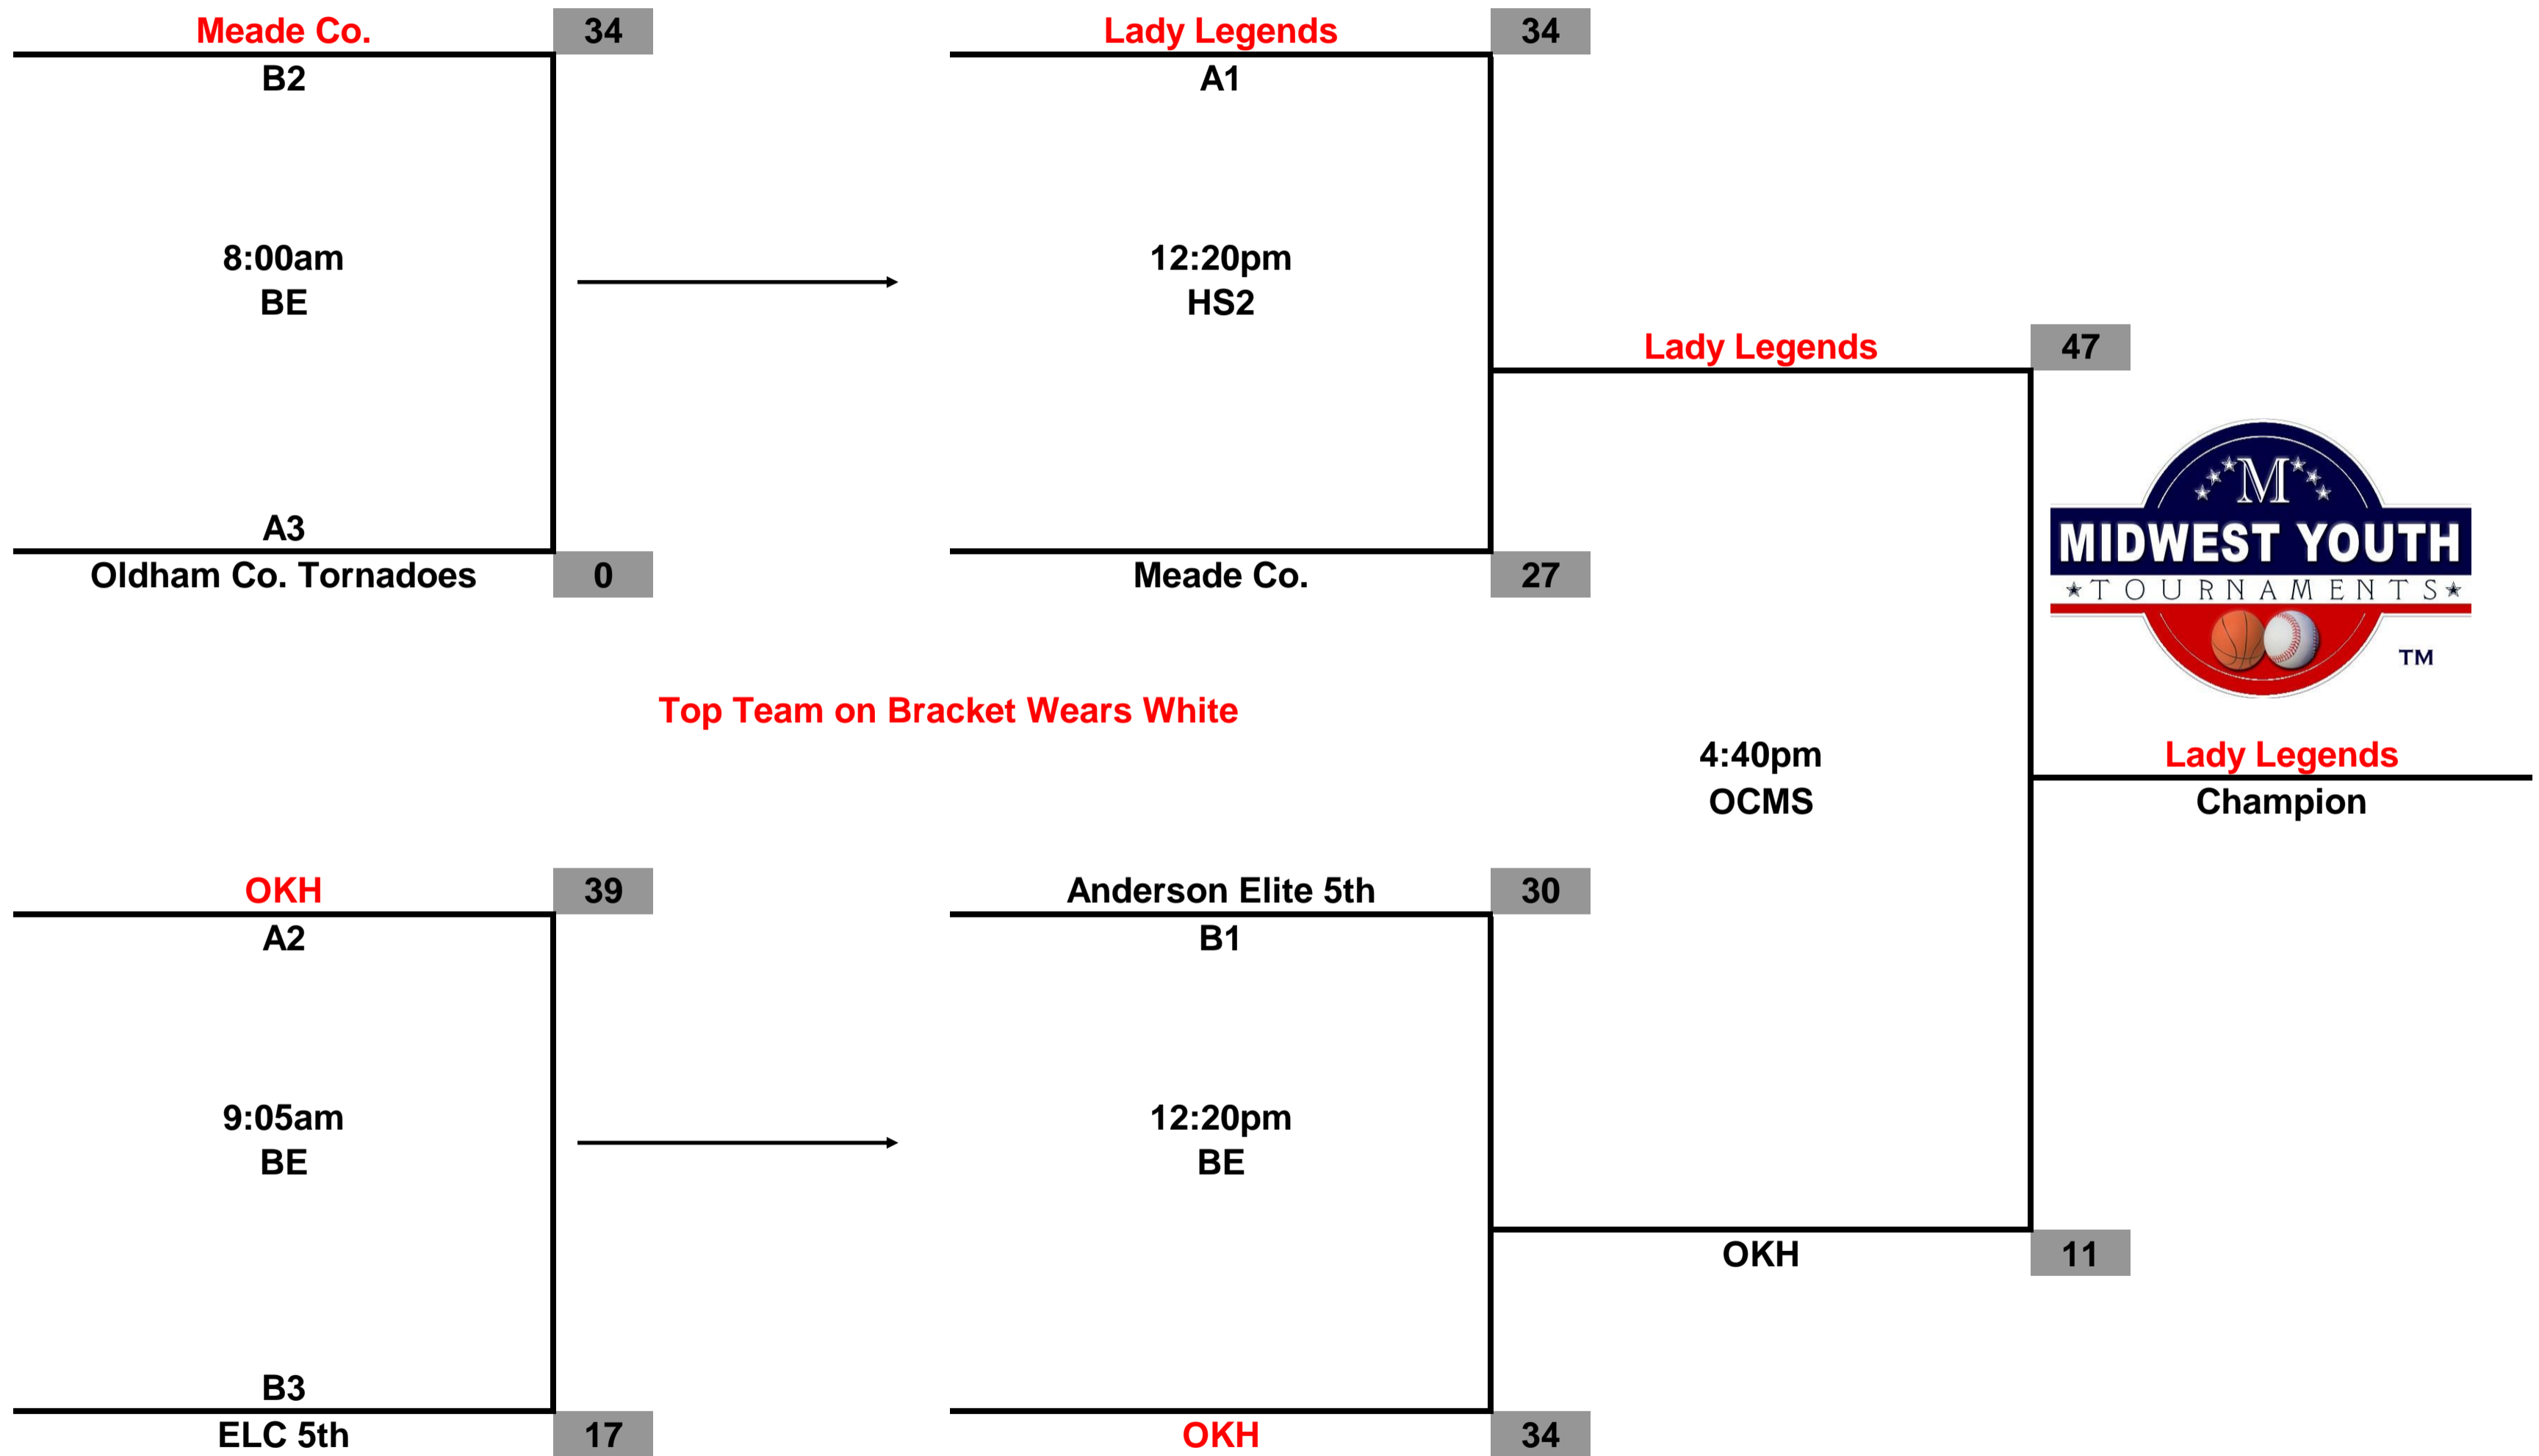 Meade Co. 34
B2
8:00am
BE
A3
Oldham Co. Tornadoes 0
Lady Legends 34
A1
12:20pm
HS2
Meade Co. 27
Lady Legends 47
M
MIDWEST YOUTH
TOURNAMENTS
TM
Top Team on Bracket Wears White
4:40pm
OCMS
Lady Legends
Champion
OKH 39
A2
9:05am
BE
B3
ELC 5th 17
Anderson Elite 5th 30
B1
12:20pm
BE
OKH 34
OKH 11